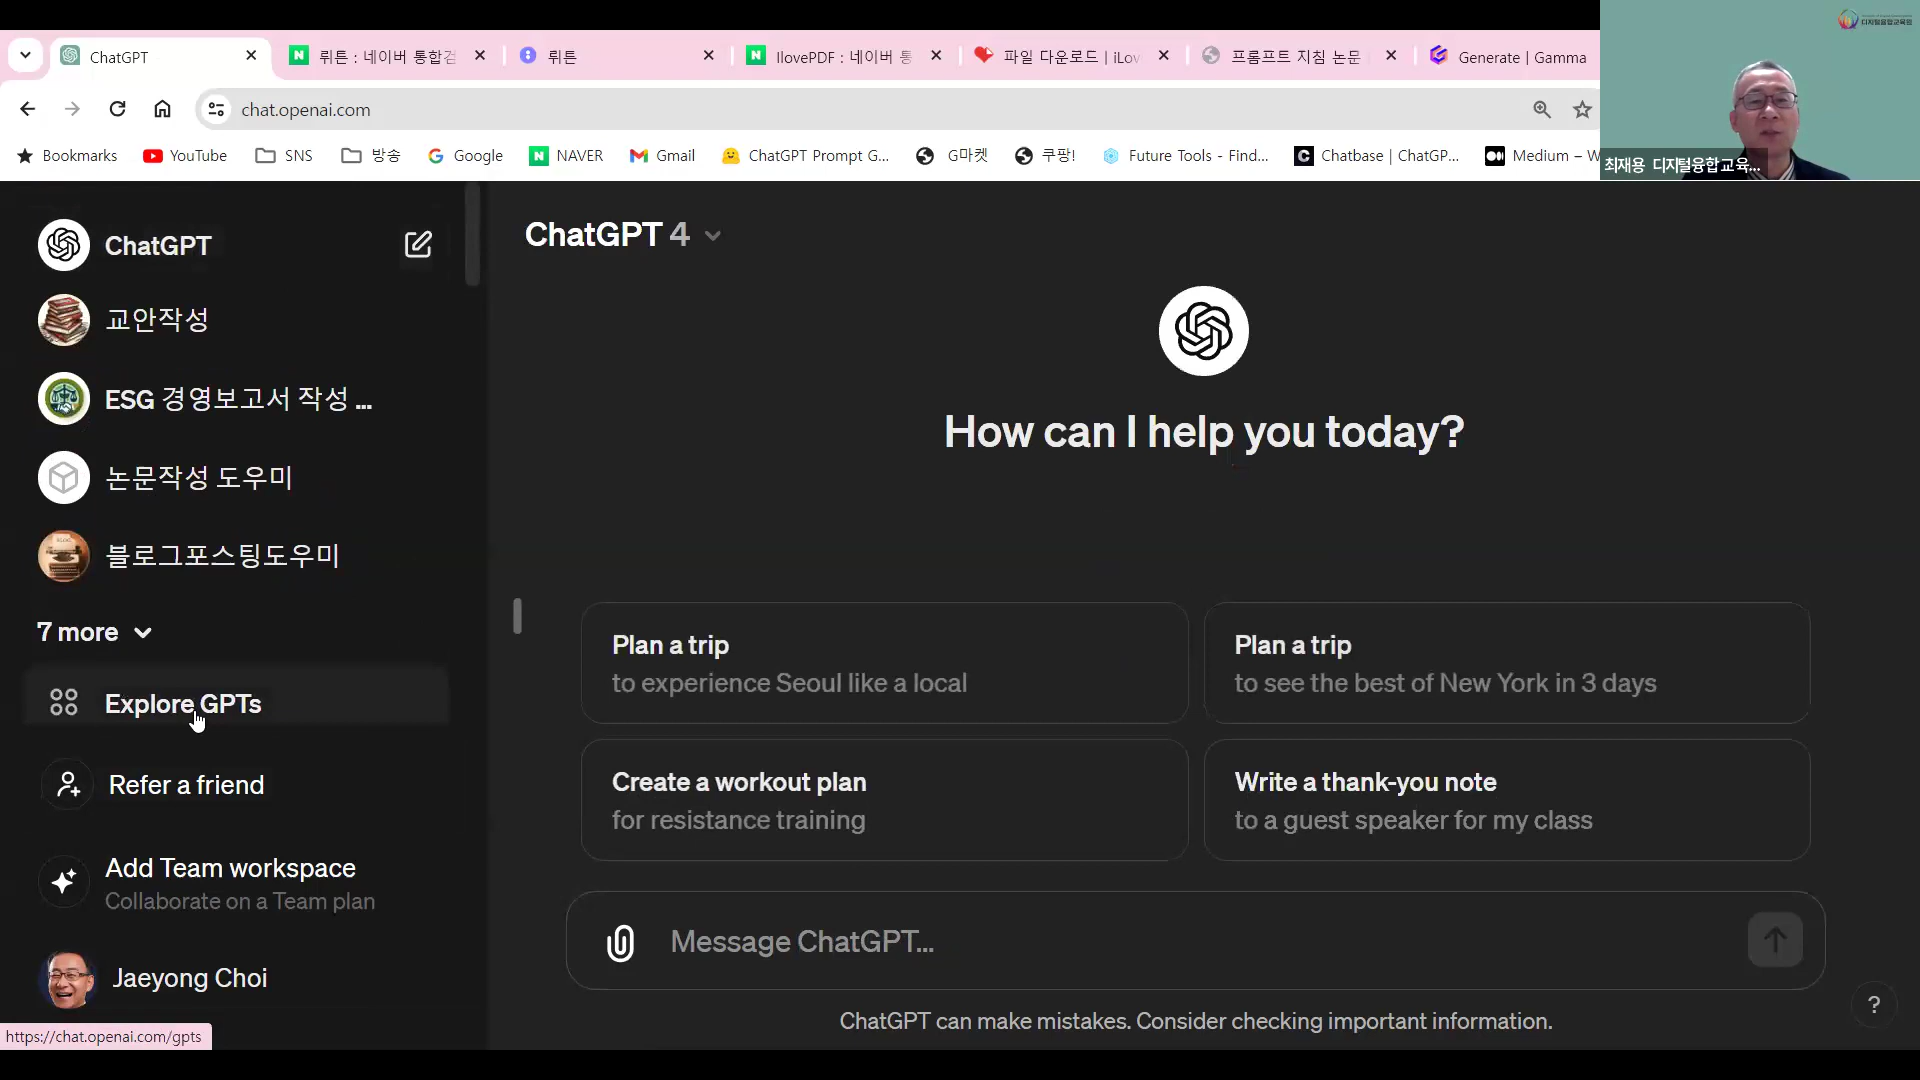 디지털융합교육원
ChatGPT
뤼튼 : 네이버 통합검
뤼튼
IlovePDF : 네이버 통
파일 다운로드 | iLov
프롬프트 지침 논문
Generate | Gamma
chat.openai.com
Bookmarks
YouTube
SNS
방송
Google
NAVER
Gmail
ChatGPT Prompt G...
G마켓
쿠팡!
Future Tools - Find...
Chatbase | ChatGP...
Medium – W
최재용 디지털융합교육...
ChatGPT
ChatGPT 4
교안작성
ESG 경영보고서 작성 ...
논문작성 도우미
블로그포스팅도우미
7 more
Explore GPTs
Refer a friend
Add Team workspace
Collaborate on a Team plan
Jaeyong Choi
https://chat.openai.com/gpts
How can I help you today?
Plan a trip
to experience Seoul like a local
Plan a trip
to see the best of New York in 3 days
Create a workout plan
for resistance training
Write a thank-you note
to a guest speaker for my class
Message ChatGPT...
ChatGPT can make mistakes. Consider checking important information.
?